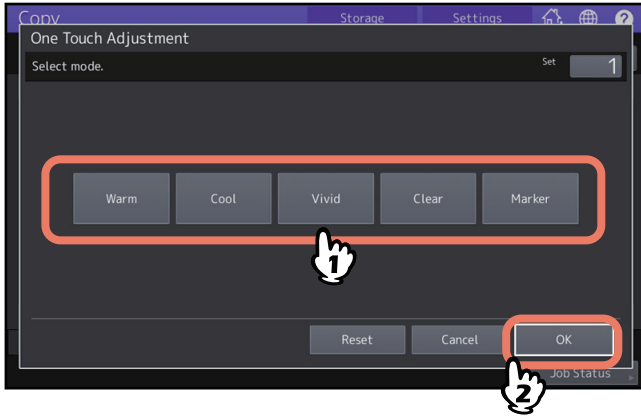 Copy
Storage
Settings
One Touch Adjustment
Select mode.
Set
1
Warm
Cool
Vivid
Clear
Marker
1
Reset
Cancel
OK
2
Job Status